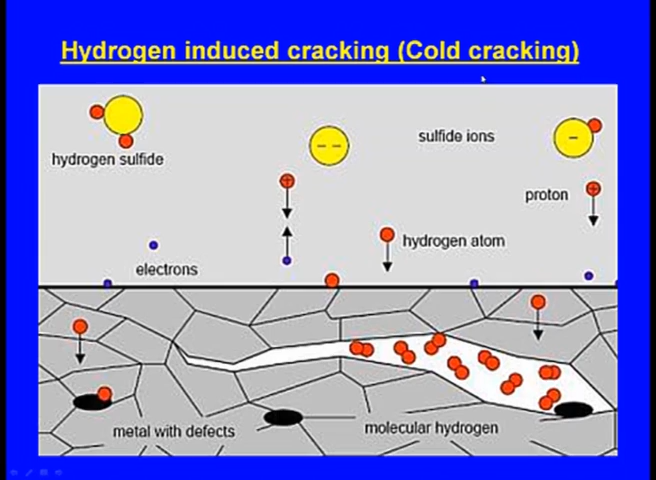 Hydrogen induced cracking (Cold cracking)
hydrogen sulfide
sulfide ions
proton
hydrogen atom
electrons
metal with defects
molecular hydrogen